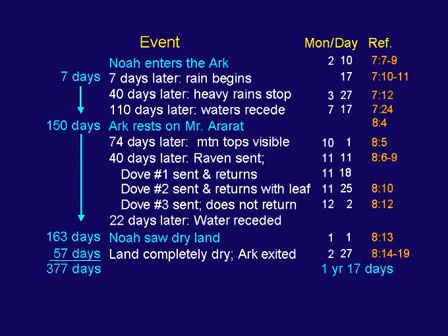 Event Mon/Day Ref.
Noah enters the Ark 2 10 7:7-9
7 days 7 days later: rain begins 17 7:10-11
40 days later: heavy rains stop 3 27 7:12
110 days later: waters recede 7 17 7:24
150 days Ark rests on Mr. Ararat 8:4
74 days later: mtn tops visible 10 1 8:5
40 days later: Raven sent; 11 11 8:6-9
Dove #1 sent & returns 11 18
Dove #2 sent & returns with leaf 11 25 8:10
Dove #3 sent; does not return 12 2 8:12
22 days later: Water receded
163 days Noah saw dry land 1 1 8:13
57 days Land completely dry; Ark exited 2 27 8:14-19
377 days 1 yr 17 days